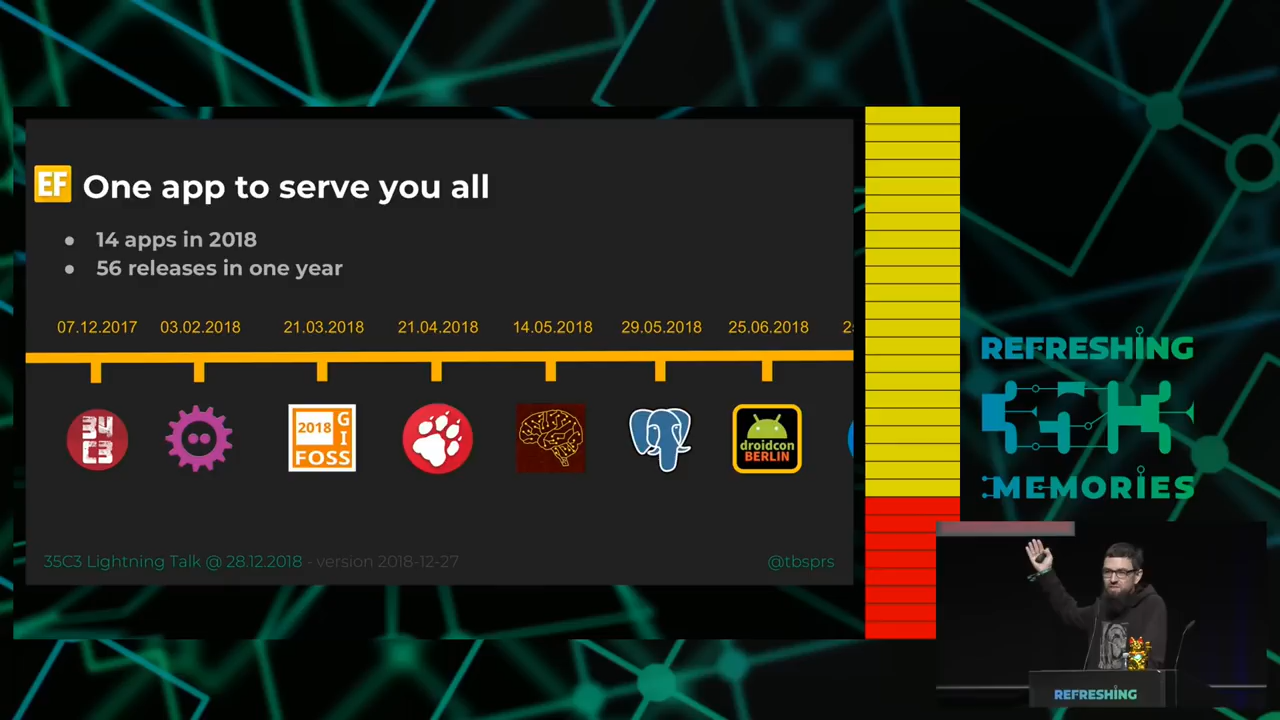 EF One app to serve you all
● 14 apps in 2018
● 56 releases in one year
07.12.2017 03.02.2018 21.03.2018 21.04.2018 14.05.2018 29.05.2018 25.06.2018
34
C3
2018 GI
FOSS
droidcon
BERLIN
35C3 Lightning Talk @ 28.12.2018 - version 2018-12-27
@tbsprs
REFRESHING
MEMORIES
REFRESHING